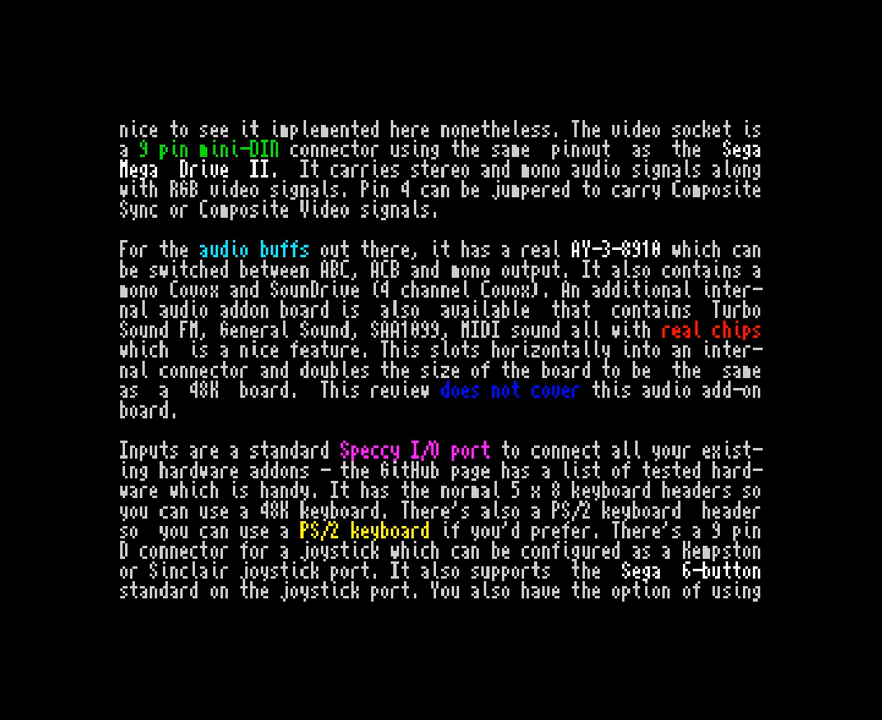 nice to see it implemented here nonetheless. The video socket is
a 9 pin mini-DIN connector using the same pinout as the Sega
Mega Drive II. It carries stereo and mono audio signals along
with RGB video signals. Pin 4 can be jumpered to carry Composite
Sync or Composite Video signals.
For the audio buffs out there, it has a real AY-3-8910 which can
be switched between ABC, ACB and mono output. It also contains a
mono Covox and SounDrive (4 channel Covox). An additional inter-
nal audio addon board is also available that contains Turbo
Sound FM, General Sound, SAA1099, MIDI sound all with real chips
which is a nice feature. This slots horizontally into an inter-
nal connector and doubles the size of the board to be the same
as a 48K board. This review does not cover this audio add-on
board.
Inputs are a standard Speccy I/O port to connect all your exist-
ing hardware addons - the GitHub page has a list of tested hard-
ware which is handy. It has the normal 5 x 8 keyboard headers so
you can use a 48K Keyboard. There's also a PS/2 keyboard header
so you can use a PS/2 keyboard if you'd prefer. There's a 9 pin
D connector for a joystick which can be configured as a Kempston
or Sinclair joystick port. It also supports the Sega 6-button
standard on the joystick port. You also have the option of using